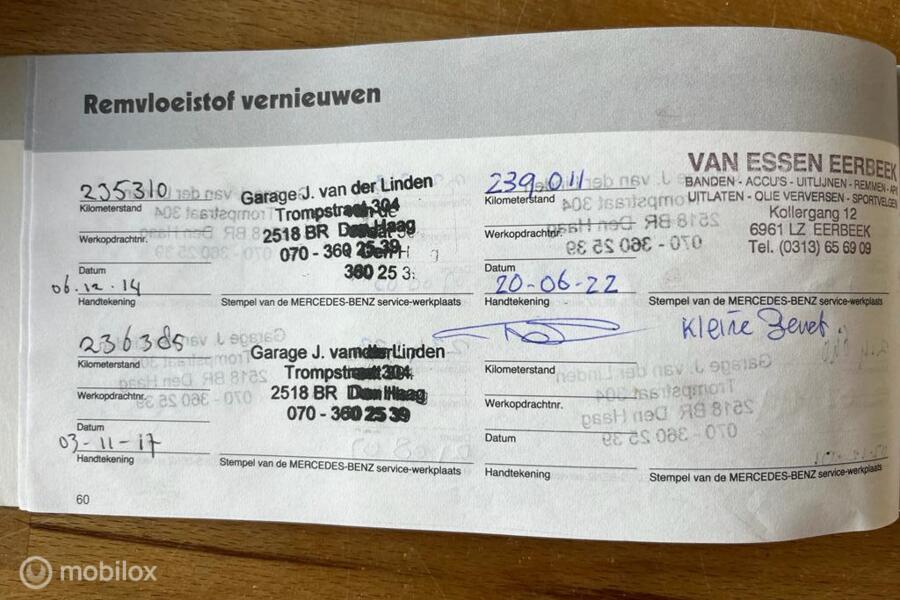 Remvloeistof vernieuwen
235310
Kilometerstand
Werkopdrachtnr.
Datum
06.12.14
Handtekening
Garage J. van der Linden
Trompstraat 304
2518 BR Den Haag
070 - 360 25 39
360 25 3
Stempel van de MERCEDES-BENZ service-werkplaats
239.011
Kilometerstand
Werkopdrachtnr.
Datum
20-06-22
Handtekening
VAN ESSEN EERBEEK
BANDEN - ACCU'S - UITLIJNEN - REMMEN - APK
UITLATEN - OLIE VERVERSEN - SPORTVELGEN
Kollergang 12
6961 LZ EERBEEK
Tel. (0313) 65 69 09
Stempel van de MERCEDES-BENZ service-werkplaats
Kleine
236385
Kilometerstand
Werkopdrachtnr.
Datum
03-11-17
Handtekening
Garage J. van der Linden
Trompstraat 304
2518 BR Den Haag
070 - 360 25 39
Stempel van de MERCEDES-BENZ service-werkplaats
Kilometerstand
Werkopdrachtnr.
Datum
Handtekening
Stempel van de MERCEDES-BENZ service-werkplaats
60
mobilox